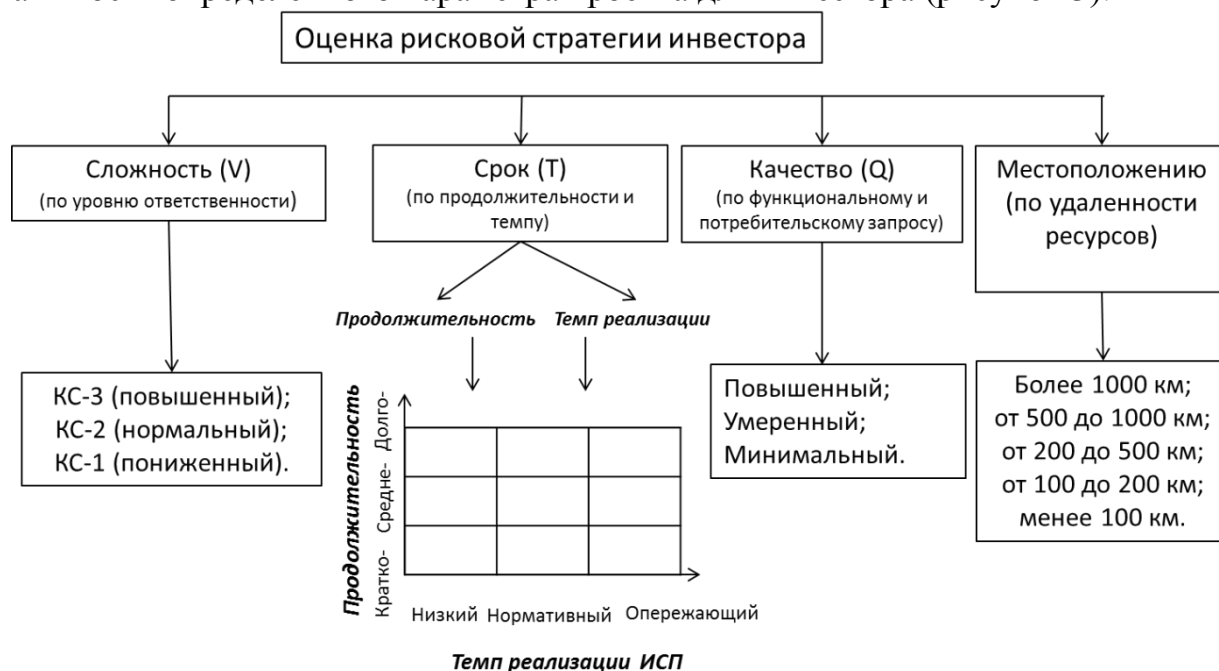 Оценка рисковой стратегии инвестора
Сложность (V)
(по уровню ответственности)
Срок (T)
(по продолжительности и
темпу)
Качество (Q)
(по функциональному и
потребительскому запросу)
Местоположению
(по удаленности
ресурсов)
Продолжительность
Темп реализации
КС-3 (повышенный);
КС-2 (нормальный);
КС-1 (пониженный).
Продолжительность
Кратко- Средне- Долго-
Низкий Нормативный Опережающий
Темп реализации ИСП
Повышенный;
Умеренный;
Минимальный.
Более 1000 км;
от 500 до 1000 км;
от 200 до 500 км;
от 100 до 200 км;
менее 100 км.